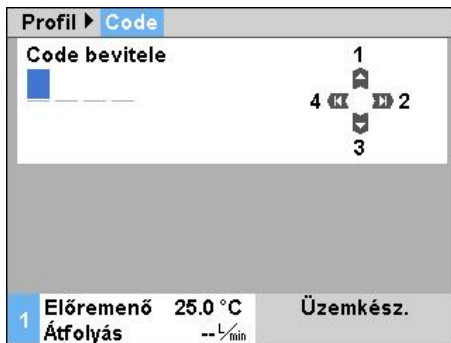 Profil ▶ Code
Code bevitele
1
4 2
3
1 Előremenő 25.0 °C Üzemkész.
Átfolyás -- L/min